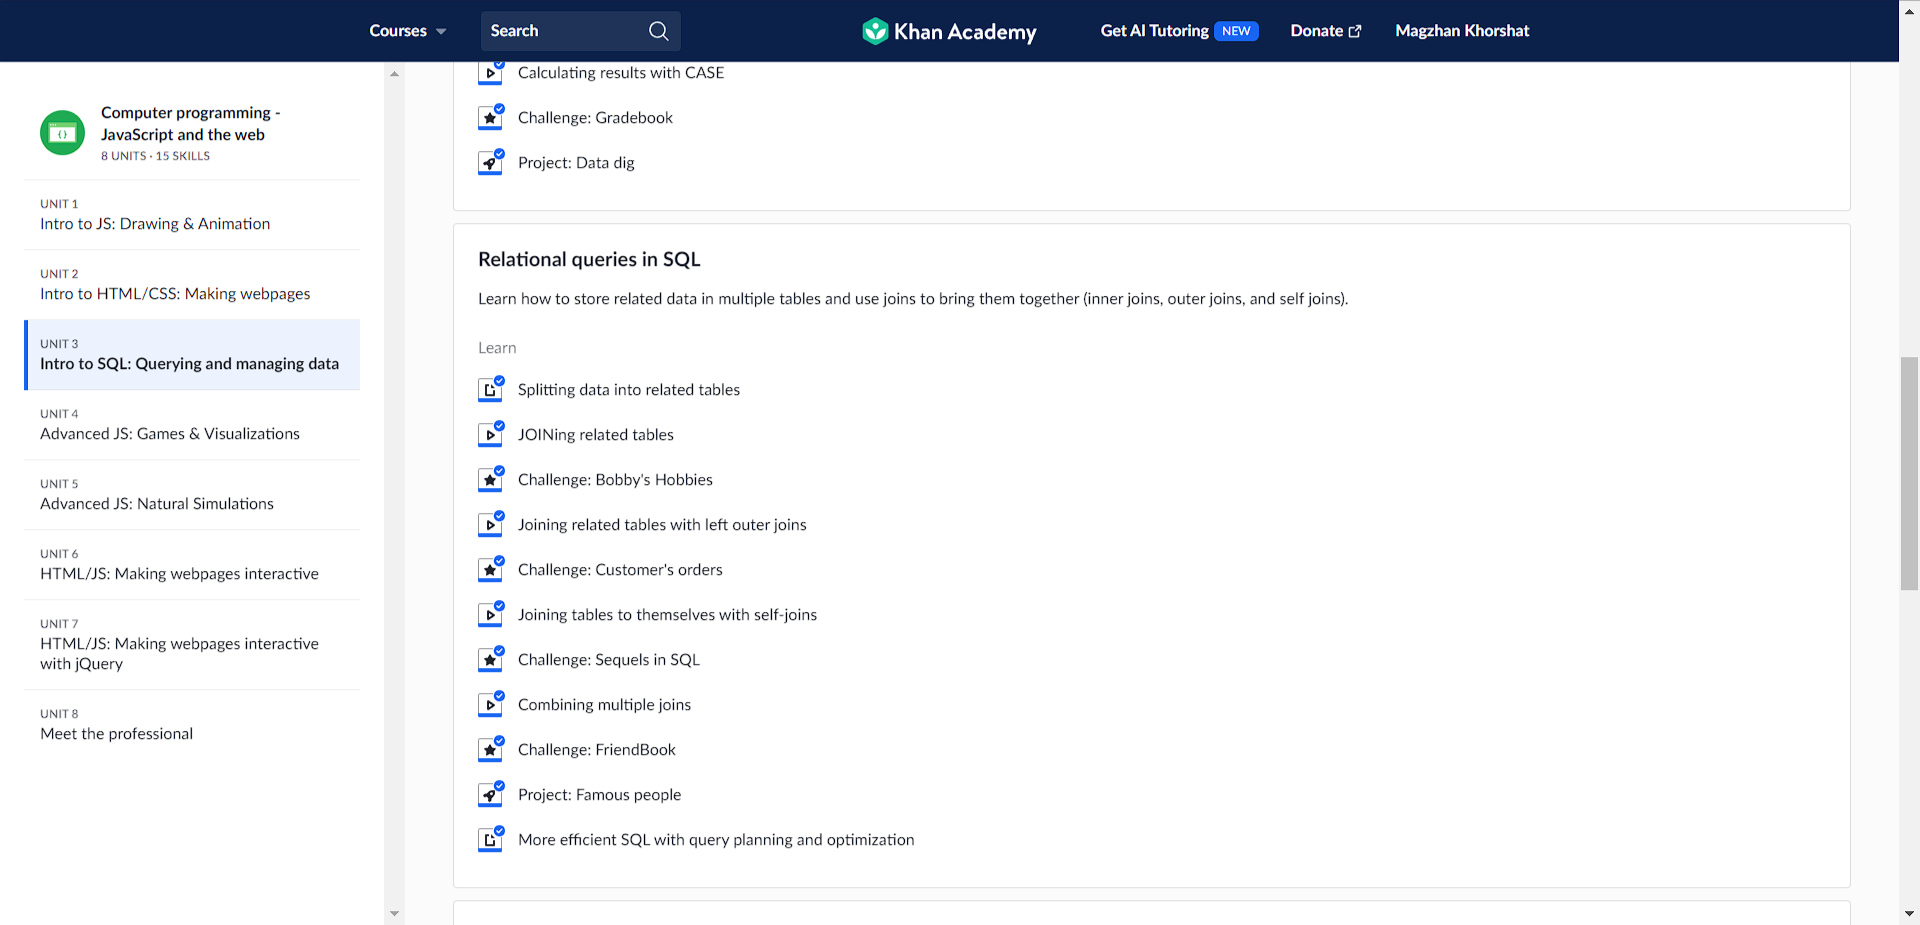 Courses
Search
Khan Academy
Get AI Tutoring NEW
Donate
Magzhan Khorshat
Computer programming -
JavaScript and the web
8 UNITS · 15 SKILLS
UNIT 1
Intro to JS: Drawing & Animation
UNIT 2
Intro to HTML/CSS: Making webpages
UNIT 3
Intro to SQL: Querying and managing data
UNIT 4
Advanced JS: Games & Visualizations
UNIT 5
Advanced JS: Natural Simulations
UNIT 6
HTML/JS: Making webpages interactive
UNIT 7
HTML/JS: Making webpages interactive
with jQuery
UNIT 8
Meet the professional
Calculating results with CASE
Challenge: Gradebook
Project: Data dig
Relational queries in SQL
Learn how to store related data in multiple tables and use joins to bring them together (inner joins, outer joins, and self joins).
Learn
Splitting data into related tables
JOINing related tables
Challenge: Bobby's Hobbies
Joining related tables with left outer joins
Challenge: Customer's orders
Joining tables to themselves with self-joins
Challenge: Sequels in SQL
Combining multiple joins
Challenge: FriendBook
Project: Famous people
More efficient SQL with query planning and optimization